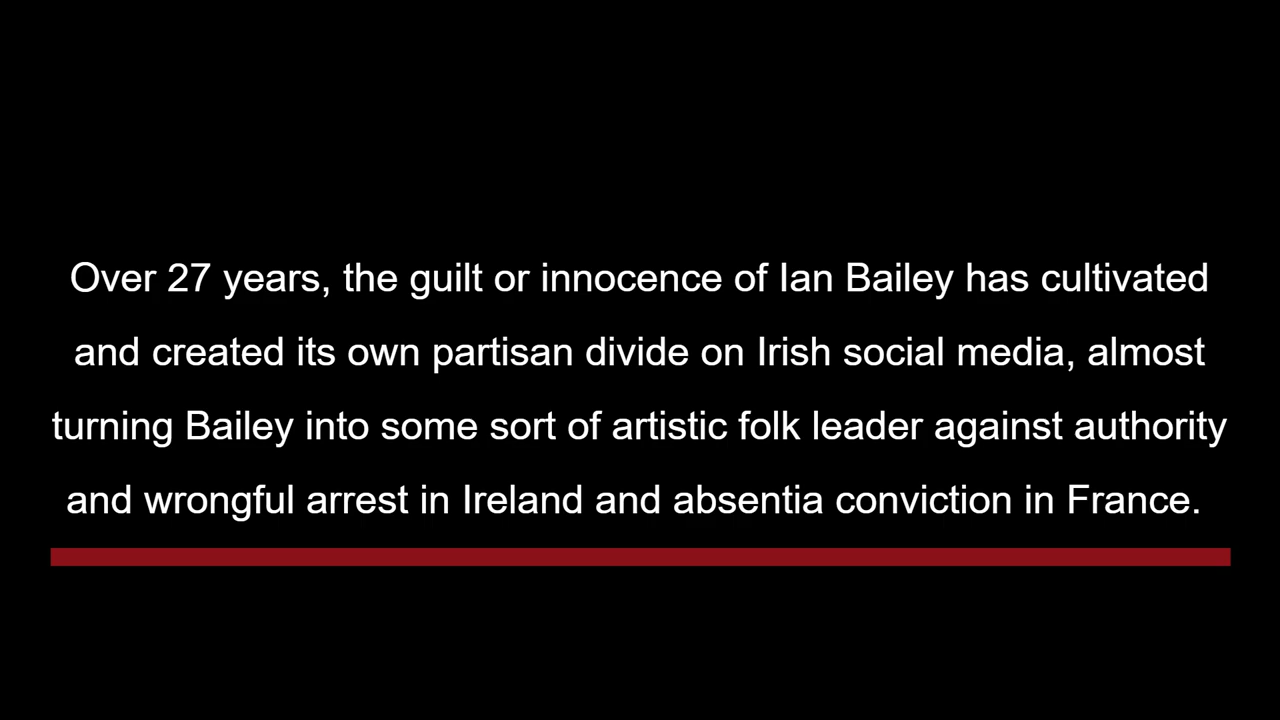 Over 27 years, the guilt or innocence of Ian Bailey has cultivated
and created its own partisan divide on Irish social media, almost
turning Bailey into some sort of artistic folk leader against authority
and wrongful arrest in Ireland and absentia conviction in France.